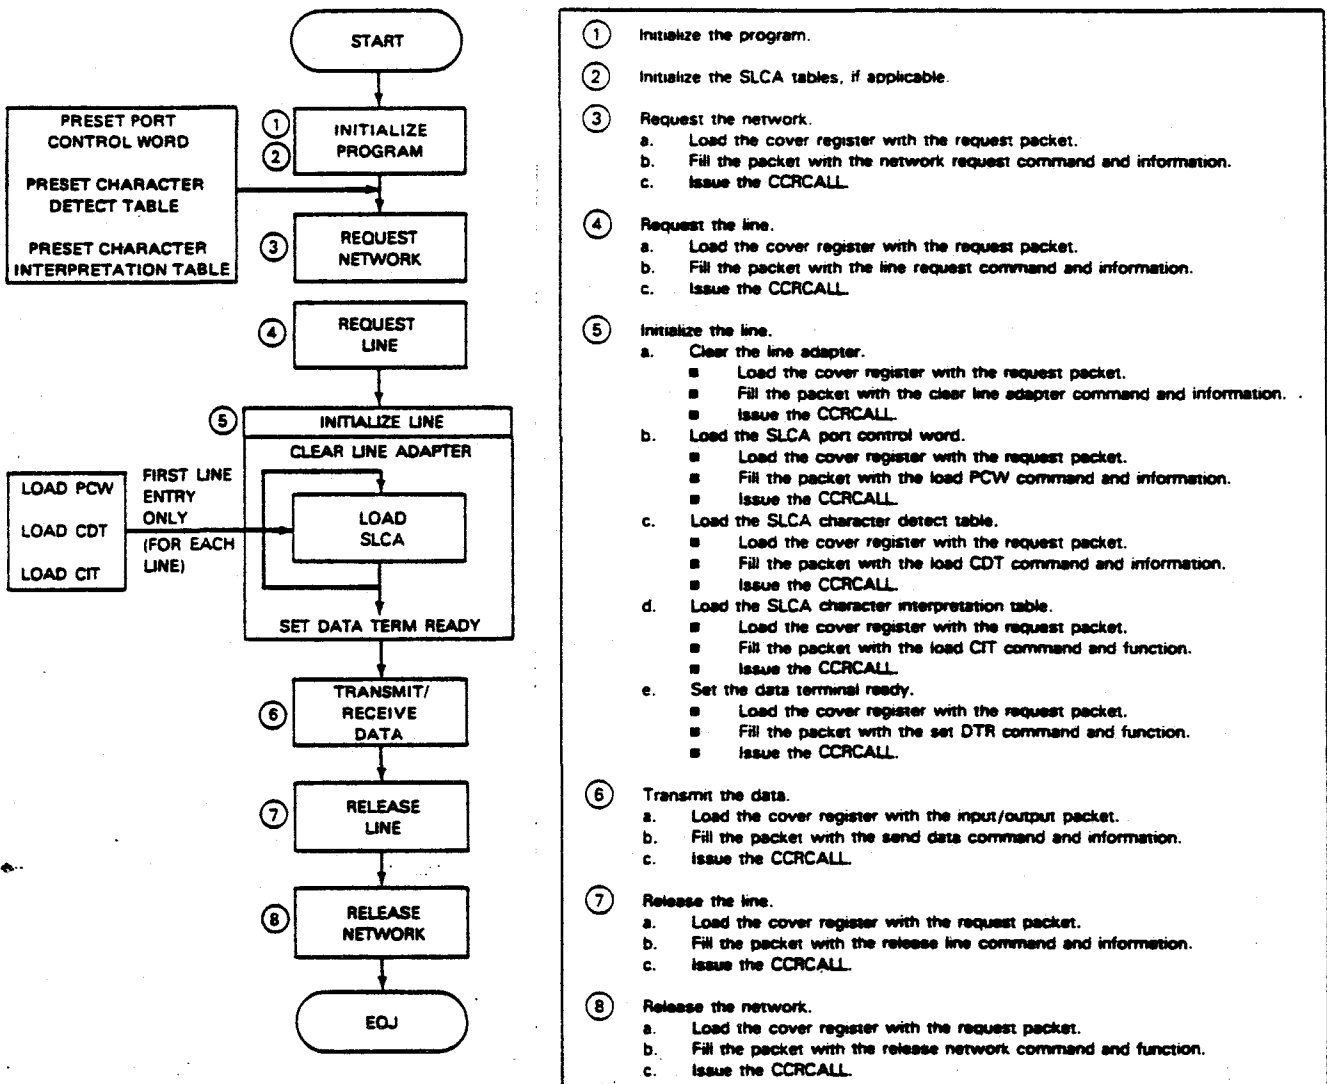 START
PRESET PORT
CONTROL WORD
PRESET CHARACTER
DETECT TABLE
PRESET CHARACTER
INTERPRETATION TABLE
1
2
INITIALIZE
PROGRAM
3
REQUEST
NETWORK
4
REQUEST
LINE
5
INITIALIZE LINE
CLEAR LINE ADAPTER
LOAD PCW
LOAD CDT
LOAD CIT
FIRST LINE
ENTRY
ONLY
(FOR EACH
LINE)
LOAD
SLCA
SET DATA TERM READY
6
TRANSMIT/
RECEIVE
DATA
7
RELEASE
LINE
8
RELEASE
NETWORK
EOJ
1 Initialize the program.
2 Initialize the SLCA tables, if applicable.
3 Request the network.
a. Load the cover register with the request packet.
b. Fill the packet with the network request command and information.
c. Issue the CCRCALL.
4 Request the line.
a. Load the cover register with the request packet.
b. Fill the packet with the line request command and information.
c. Issue the CCRCALL.
5 Initialize the line.
a. Clear the line adapter.
■ Load the cover register with the request packet.
■ Fill the packet with the clear line adapter command and information.
■ Issue the CCRCALL.
b. Load the SLCA port control word.
■ Load the cover register with the request packet.
■ Fill the packet with the load PCW command and information.
■ Issue the CCRCALL.
c. Load the SLCA character detect table.
■ Load the cover register with the request packet.
■ Fill the packet with the load CDT command and information.
■ Issue the CCRCALL.
d. Load the SLCA character interpretation table.
■ Load the cover register with the request packet.
■ Fill the packet with the load CIT command and function.
■ Issue the CCRCALL.
e. Set the data terminal ready.
■ Load the cover register with the request packet.
■ Fill the packet with the set DTR command and function.
■ Issue the CCRCALL.
6 Transmit the data.
a. Load the cover register with the input/output packet.
b. Fill the packet with the send data command and information.
c. Issue the CCRCALL.
7 Release the line.
a. Load the cover register with the request packet.
b. Fill the packet with the release line command and information.
c. Issue the CCRCALL.
8 Release the network.
a. Load the cover register with the request packet.
b. Fill the packet with the release network command and function.
c. Issue the CCRCALL.